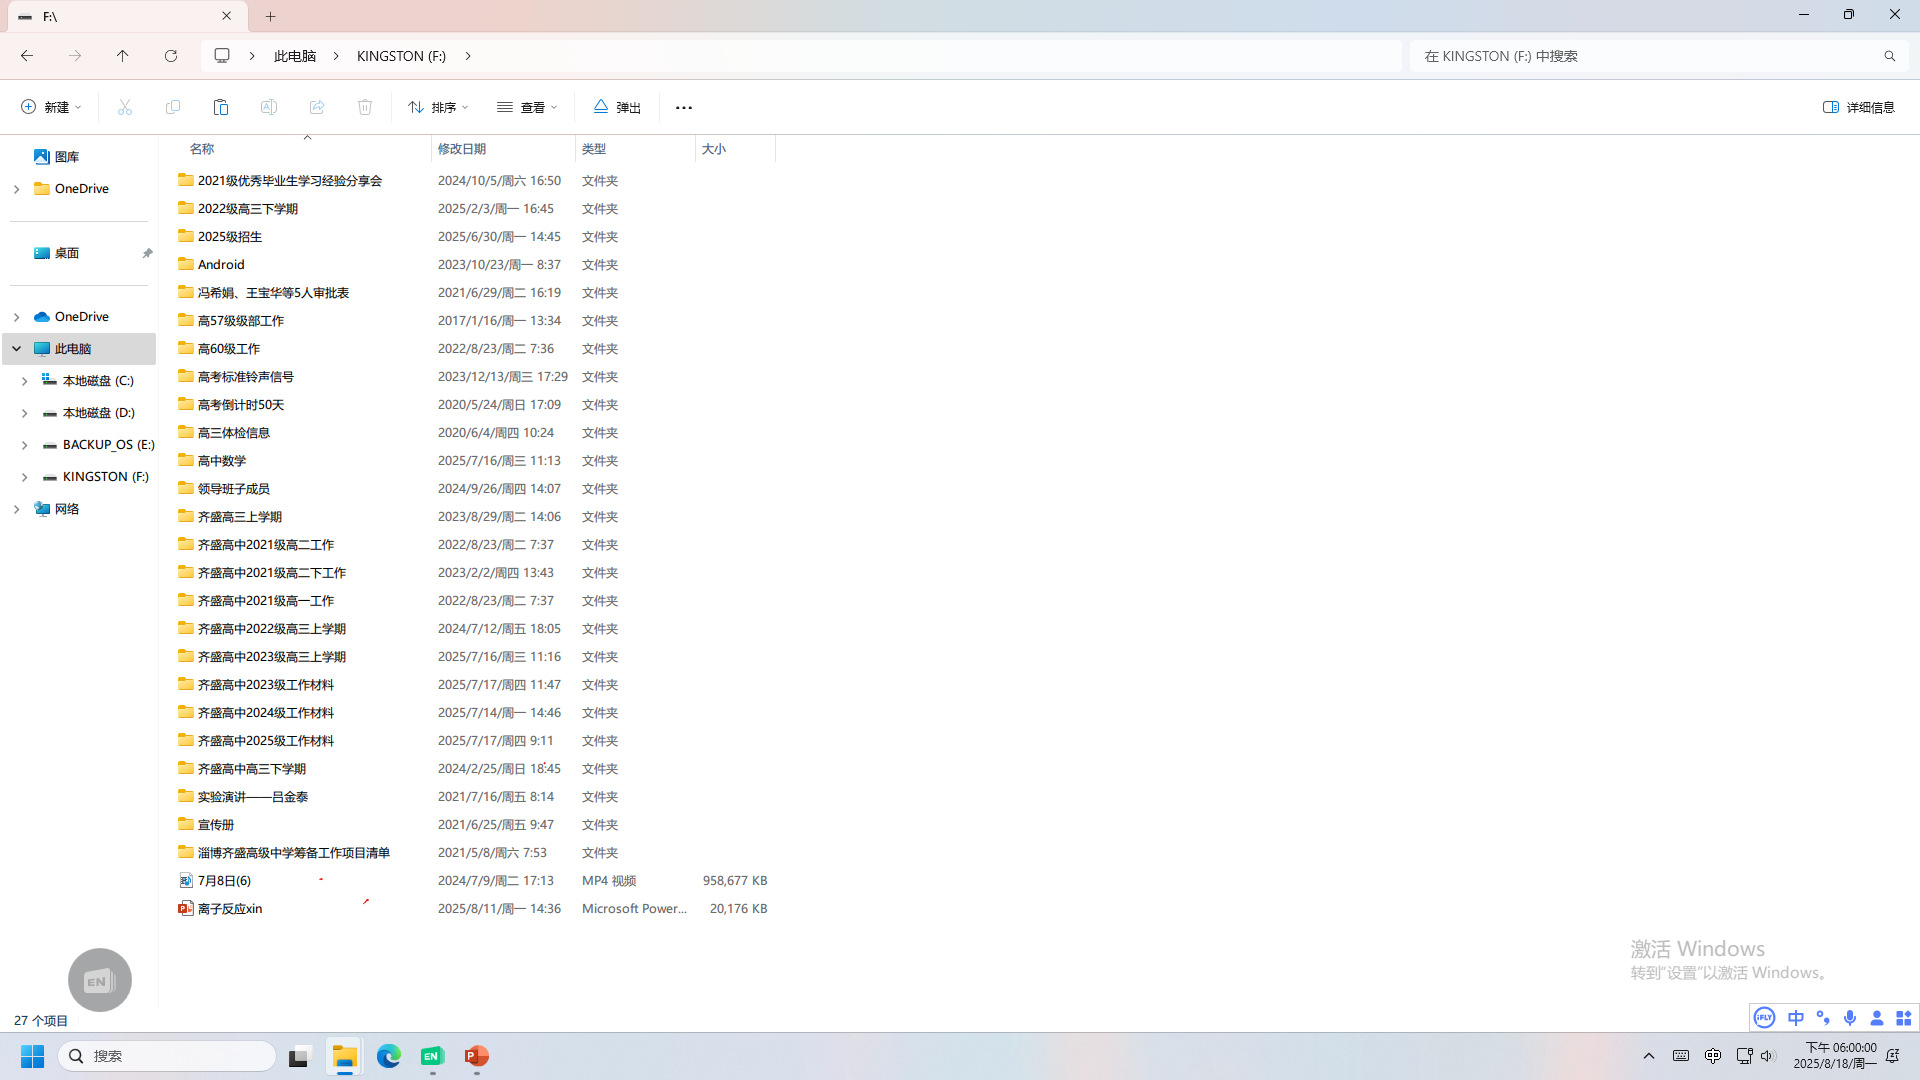 F:\
此电脑
KINGSTON (F:)
在 KINGSTON (F:) 中搜索
新建
排序
查看
弹出
详细信息
名称 修改日期 类型 大小
图库
OneDrive
桌面
OneDrive
此电脑
本地磁盘 (C:)
本地磁盘 (D:)
BACKUP_OS (E:)
KINGSTON (F:)
网络
2021级优秀毕业生学习经验分享会 2024/10/5/周六 16:50 文件夹
2022级高三下学期 2025/2/3/周一 16:45 文件夹
2025级招生 2025/6/30/周一 14:45 文件夹
Android 2023/10/23/周一 8:37 文件夹
冯希娟、王宝华等5人审批表 2021/6/29/周二 16:19 文件夹
高57级级部工作 2017/1/16/周一 13:34 文件夹
高60级工作 2022/8/23/周二 7:36 文件夹
高考标准铃声信号 2023/12/13/周三 17:29 文件夹
高考倒计时50天 2020/5/24/周日 17:09 文件夹
高三体检信息 2020/6/4/周四 10:24 文件夹
高中数学 2025/7/16/周三 11:13 文件夹
领导班子成员 2024/9/26/周四 14:07 文件夹
齐盛高三上学期 2023/8/29/周二 14:06 文件夹
齐盛高中2021级高二工作 2022/8/23/周二 7:37 文件夹
齐盛高中2021级高二下工作 2023/2/2/周四 13:43 文件夹
齐盛高中2021级高一工作 2022/8/23/周二 7:37 文件夹
齐盛高中2022级高三上学期 2024/7/12/周五 18:05 文件夹
齐盛高中2023级高三上学期 2025/7/16/周三 11:16 文件夹
齐盛高中2023级工作材料 2025/7/17/周四 11:47 文件夹
齐盛高中2024级工作材料 2025/7/14/周一 14:46 文件夹
齐盛高中2025级工作材料 2025/7/17/周四 9:11 文件夹
齐盛高中高三下学期 2024/2/25/周日 18:45 文件夹
实验演讲——吕金泰 2021/7/16/周五 8:14 文件夹
宣传册 2021/6/25/周五 9:47 文件夹
淄博齐盛高级中学筹备工作项目清单 2021/5/8/周六 7:53 文件夹
7月8日(6) 2024/7/9/周二 17:13 MP4 视频 958,677 KB
离子反应xin 2025/8/11/周一 14:36 Microsoft Power... 20,176 KB
激活 Windows
转到"设置"以激活 Windows。
EN
27 个项目
iFLY 中
搜索
EN
P
中
下午 06:00:00
2025/8/18/周一